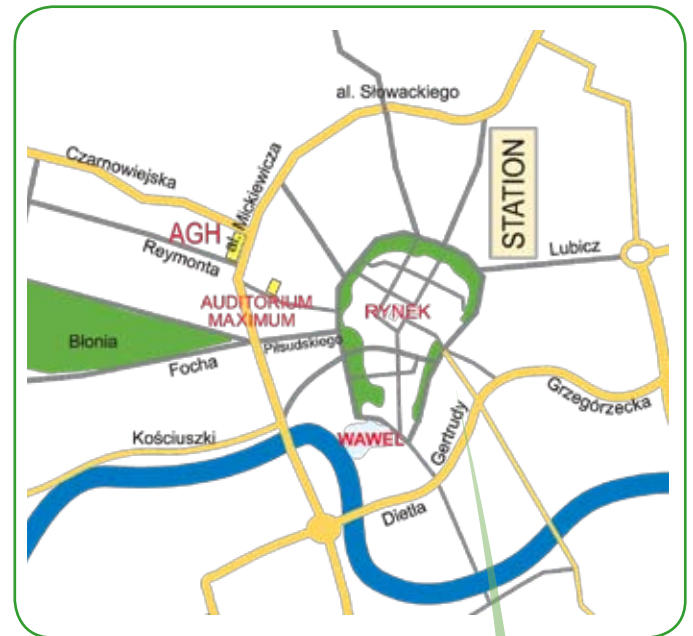 al. Słowackiego
Czarnowiejska
al. Mickiewicza
STATION
AGH
Reymonta
Lubicz
AUDITORIUM
MAXIMUM
RYNEK
Błonia
Piłsudskiego
Focha
Grzegórzecka
Gertrudy
Kościuszki
WAWEL
Dietla